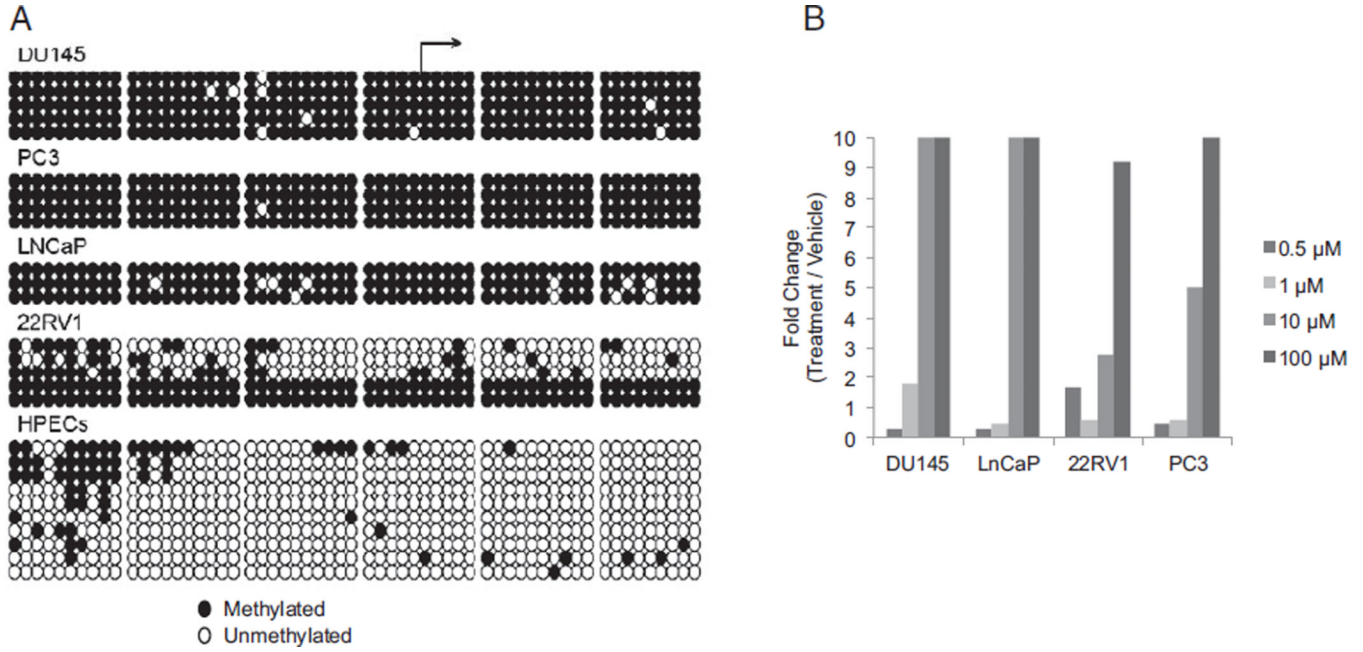 A
DU145
PC3
LNCaP
22RV1
HPECs
Methylated
Unmethylated
B
Fold Change
(Treatment / Vehicle)
10
9
8
7
6
5
4
3
2
1
0
DU145 LnCaP 22RV1 PC3
0.5 µM
1 µM
10 µM
100 µM